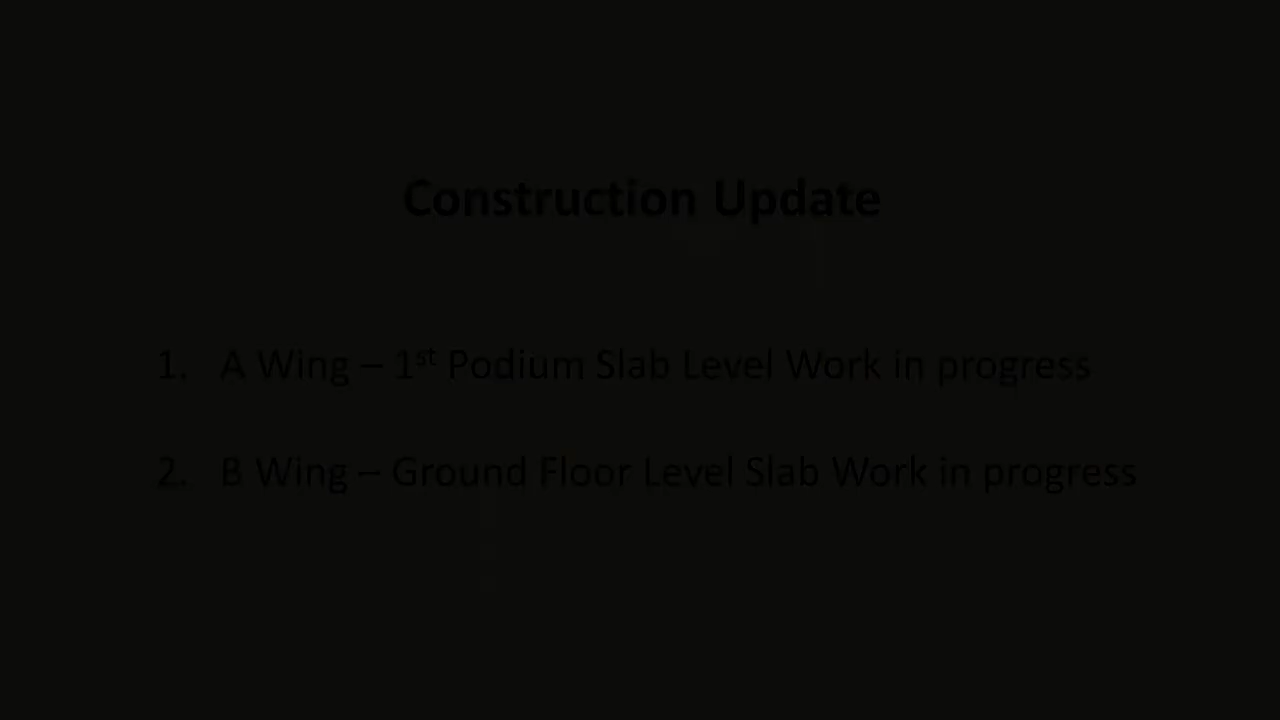 Construction Update
1. A Wing – 1st Podium Slab Level Work in progress
2. B Wing – Ground Floor Level Slab Work in progress